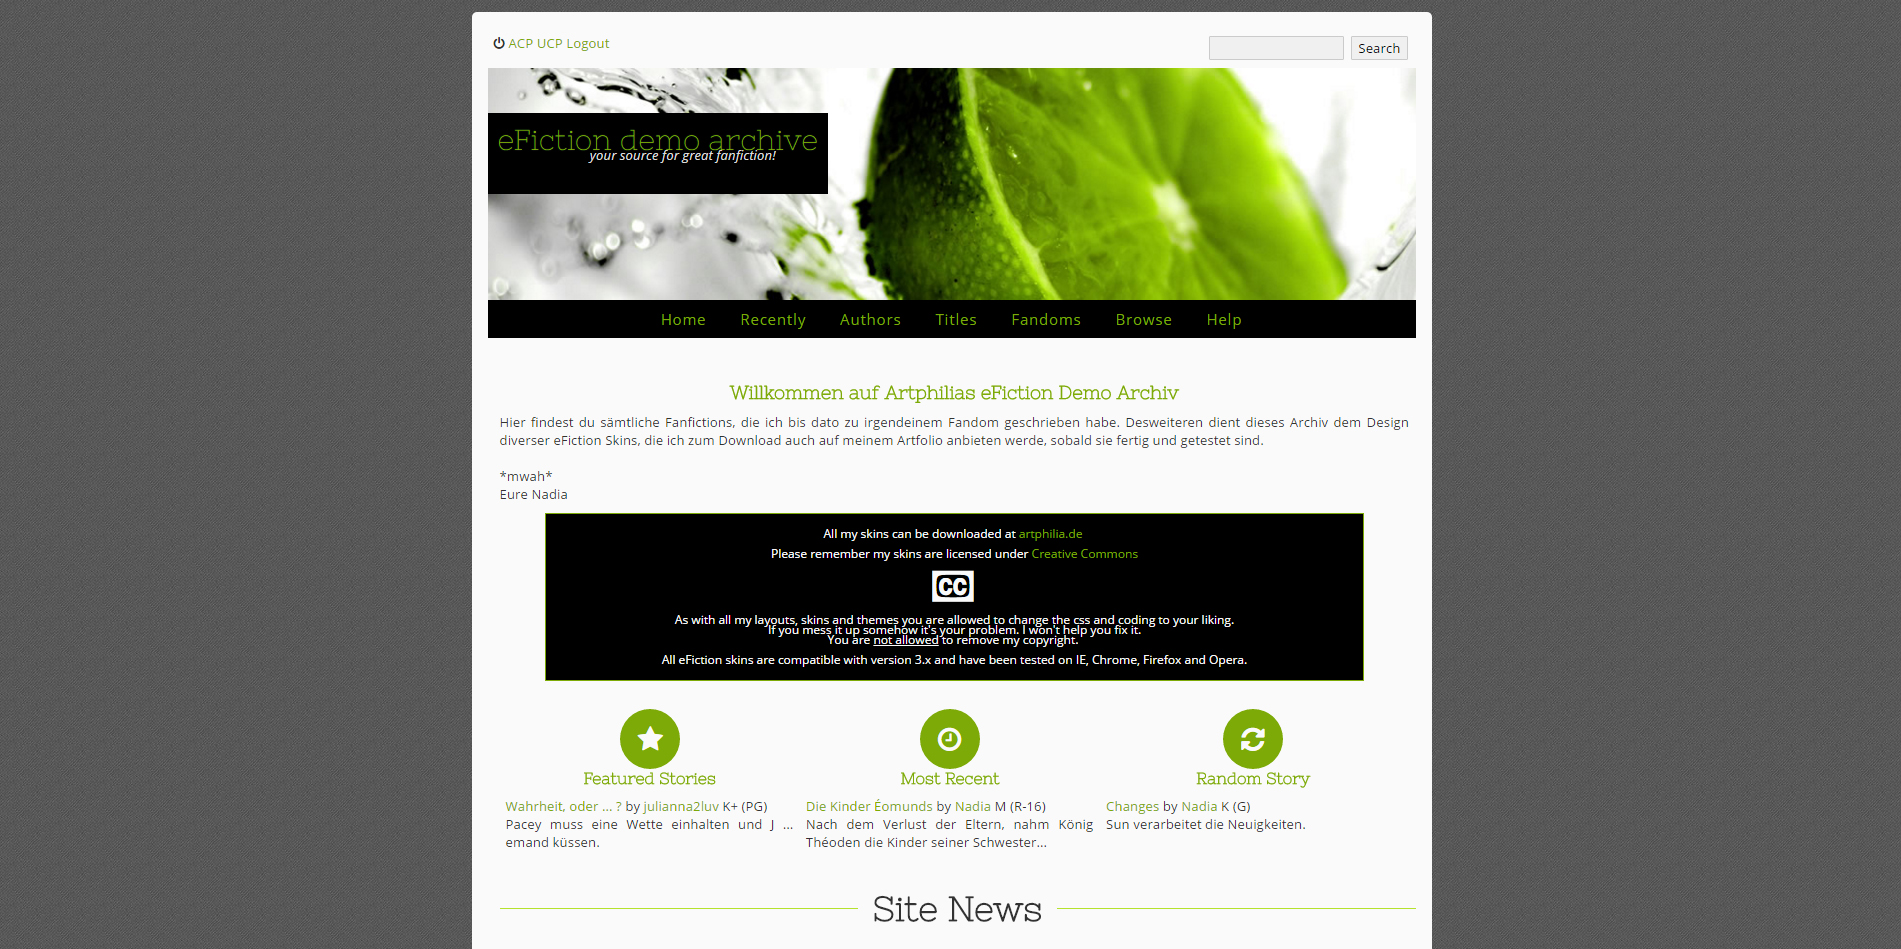 ACP UCP Logout
Search
eFiction demo archive
your source for great fanfiction!
Home Recently Authors Titles Fandoms Browse Help
Willkommen auf Artphilias eFiction Demo Archiv
Hier findest du sämtliche Fanfictions, die ich bis dato zu irgendeinem Fandom geschrieben habe. Desweiteren dient dieses Archiv dem Design
diverser eFiction Skins, die ich zum Download auch auf meinem Artfolio anbieten werde, sobald sie fertig und getestet sind.
*mwah*
Eure Nadia
All my skins can be downloaded at artphilia.de
Please remember my skins are licensed under Creative Commons
CC
As with all my layouts, skins and themes you are allowed to change the css and coding to your liking.
If you mess it up somehow it's your problem. I won't help you fix it.
You are not allowed to remove my copyright.
All eFiction skins are compatible with version 3.x and have been tested on IE, Chrome, Firefox and Opera.
Featured Stories
Wahrheit, oder ... ? by julianna2luv K+ (PG)
Pacey muss eine Wette einhalten und J ...
emand küssen.
Most Recent
Die Kinder Éomunds by Nadia M (R-16)
Nach dem Verlust der Eltern, nahm König
Théoden die Kinder seiner Schwester...
Random Story
Changes by Nadia K (G)
Sun verarbeitet die Neuigkeiten.
Site News